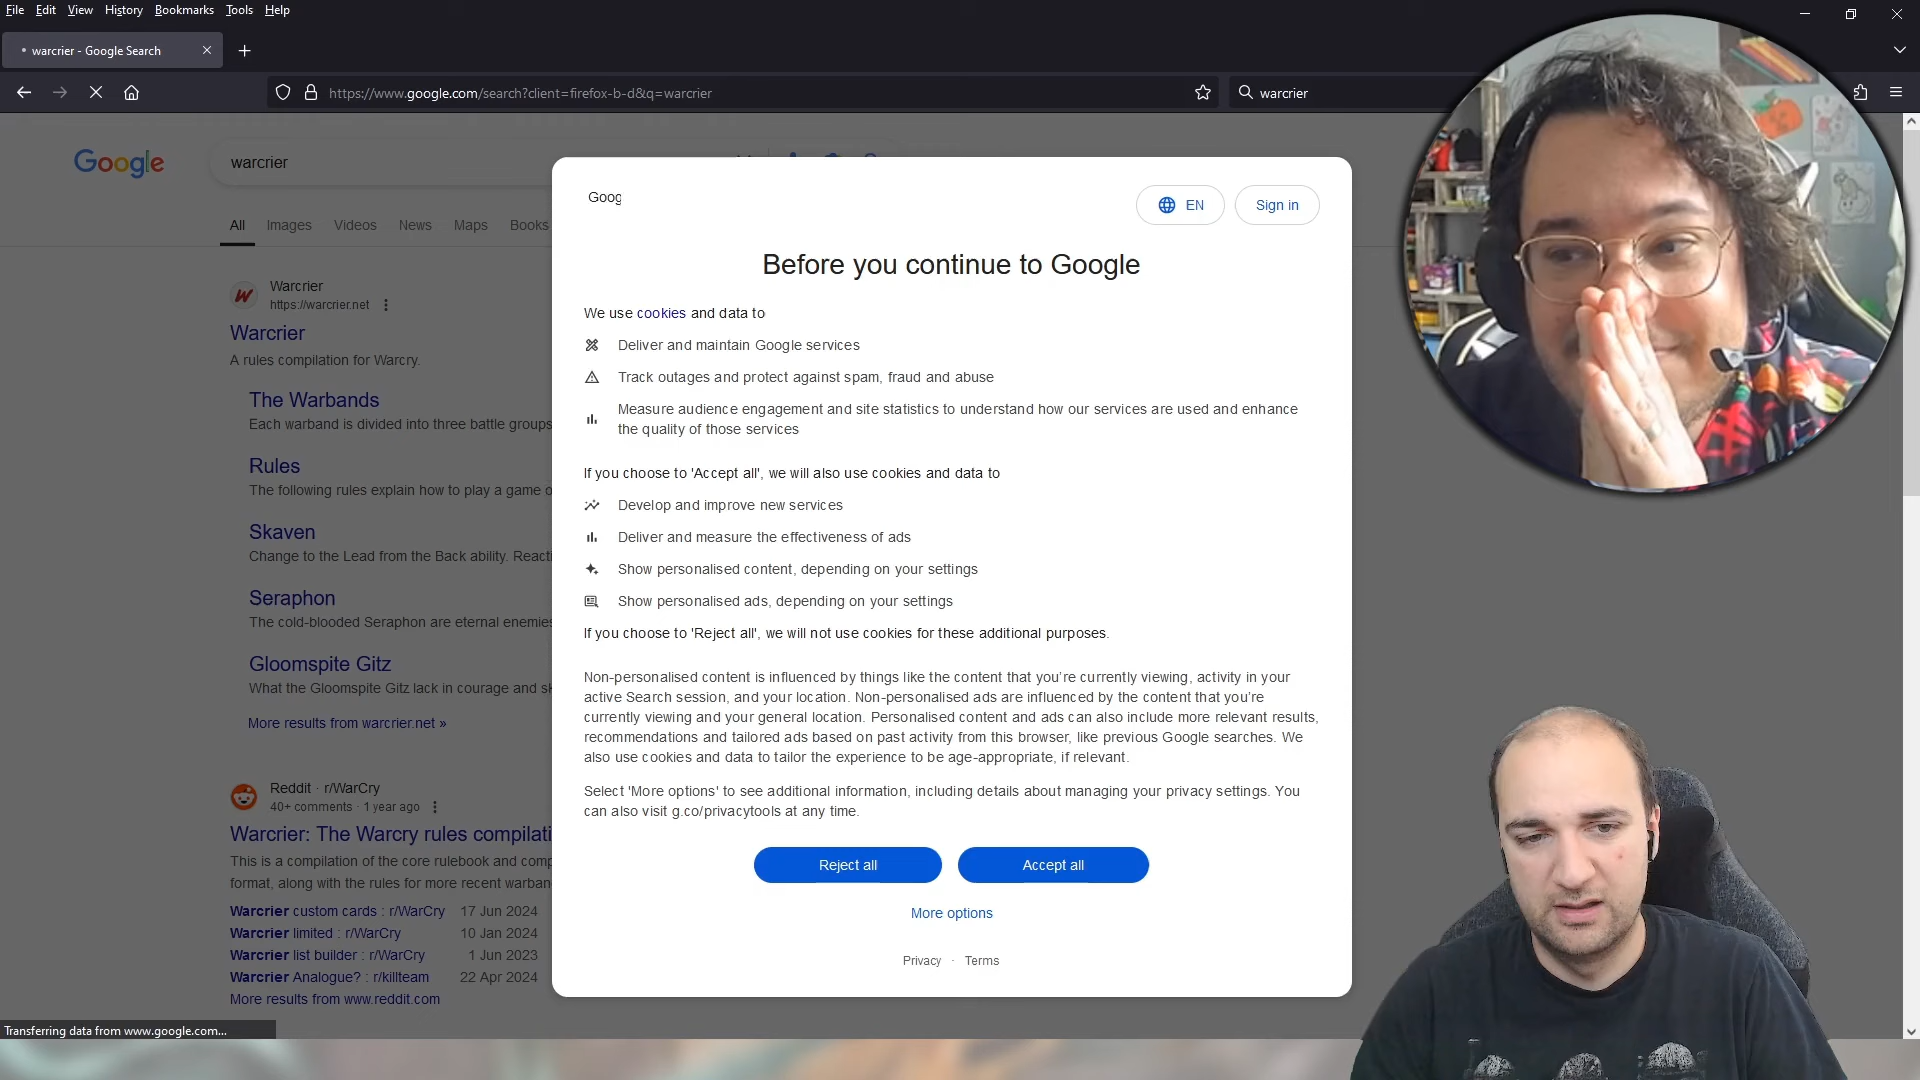 File Edit View History Bookmarks Tools Help
warcrier - Google Search
https://www.google.com/search?client=firefox-b-d&q=warcrier
warcrier
Google
warcrier
All Images Videos News Maps Books
Warcrier
https://warcrier.net
Warcrier
A rules compilation for Warcry.
The Warbands
Each warband is divided into three battle groups
Rules
The following rules explain how to play a game o
Skaven
Change to the Lead from the Back ability. Reacti
Seraphon
The cold-blooded Seraphon are eternal enemies
Gloomspite Gitz
What the Gloomspite Gitz lack in courage and sk
More results from warcrier.net »
Reddit · r/WarCry
40+ comments · 1 year ago
Warcrier: The Warcry rules compilati
This is a compilation of the core rulebook and comp
format, along with the rules for more recent warban
Warcrier custom cards : r/WarCry 17 Jun 2024
Warcrier limited : r/WarCry 10 Jan 2024
Warcrier list builder : r/WarCry 1 Jun 2023
Warcrier Analogue? : r/killteam 22 Apr 2024
More results from www.reddit.com
Transferring data from www.google.com...
Goog
EN
Sign in
Before you continue to Google
We use cookies and data to
Deliver and maintain Google services
Track outages and protect against spam, fraud and abuse
Measure audience engagement and site statistics to understand how our services are used and enhance
the quality of those services
If you choose to 'Accept all', we will also use cookies and data to
Develop and improve new services
Deliver and measure the effectiveness of ads
Show personalised content, depending on your settings
Show personalised ads, depending on your settings
If you choose to 'Reject all', we will not use cookies for these additional purposes.
Non-personalised content is influenced by things like the content that you're currently viewing, activity in your
active Search session, and your location. Non-personalised ads are influenced by the content that you're
currently viewing and your general location. Personalised content and ads can also include more relevant results,
recommendations and tailored ads based on past activity from this browser, like previous Google searches. We
also use cookies and data to tailor the experience to be age-appropriate, if relevant.
Select 'More options' to see additional information, including details about managing your privacy settings. You
can also visit g.co/privacytools at any time.
Reject all
Accept all
More options
Privacy · Terms